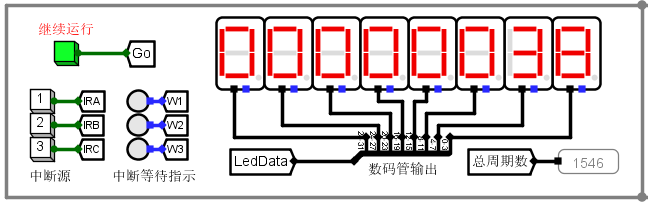 继续运行
Go
1 IRA W1
2 IRB W2
3 IRC W3
中断源 中断等待指示
LedData
数码管输出
总周期数 1546